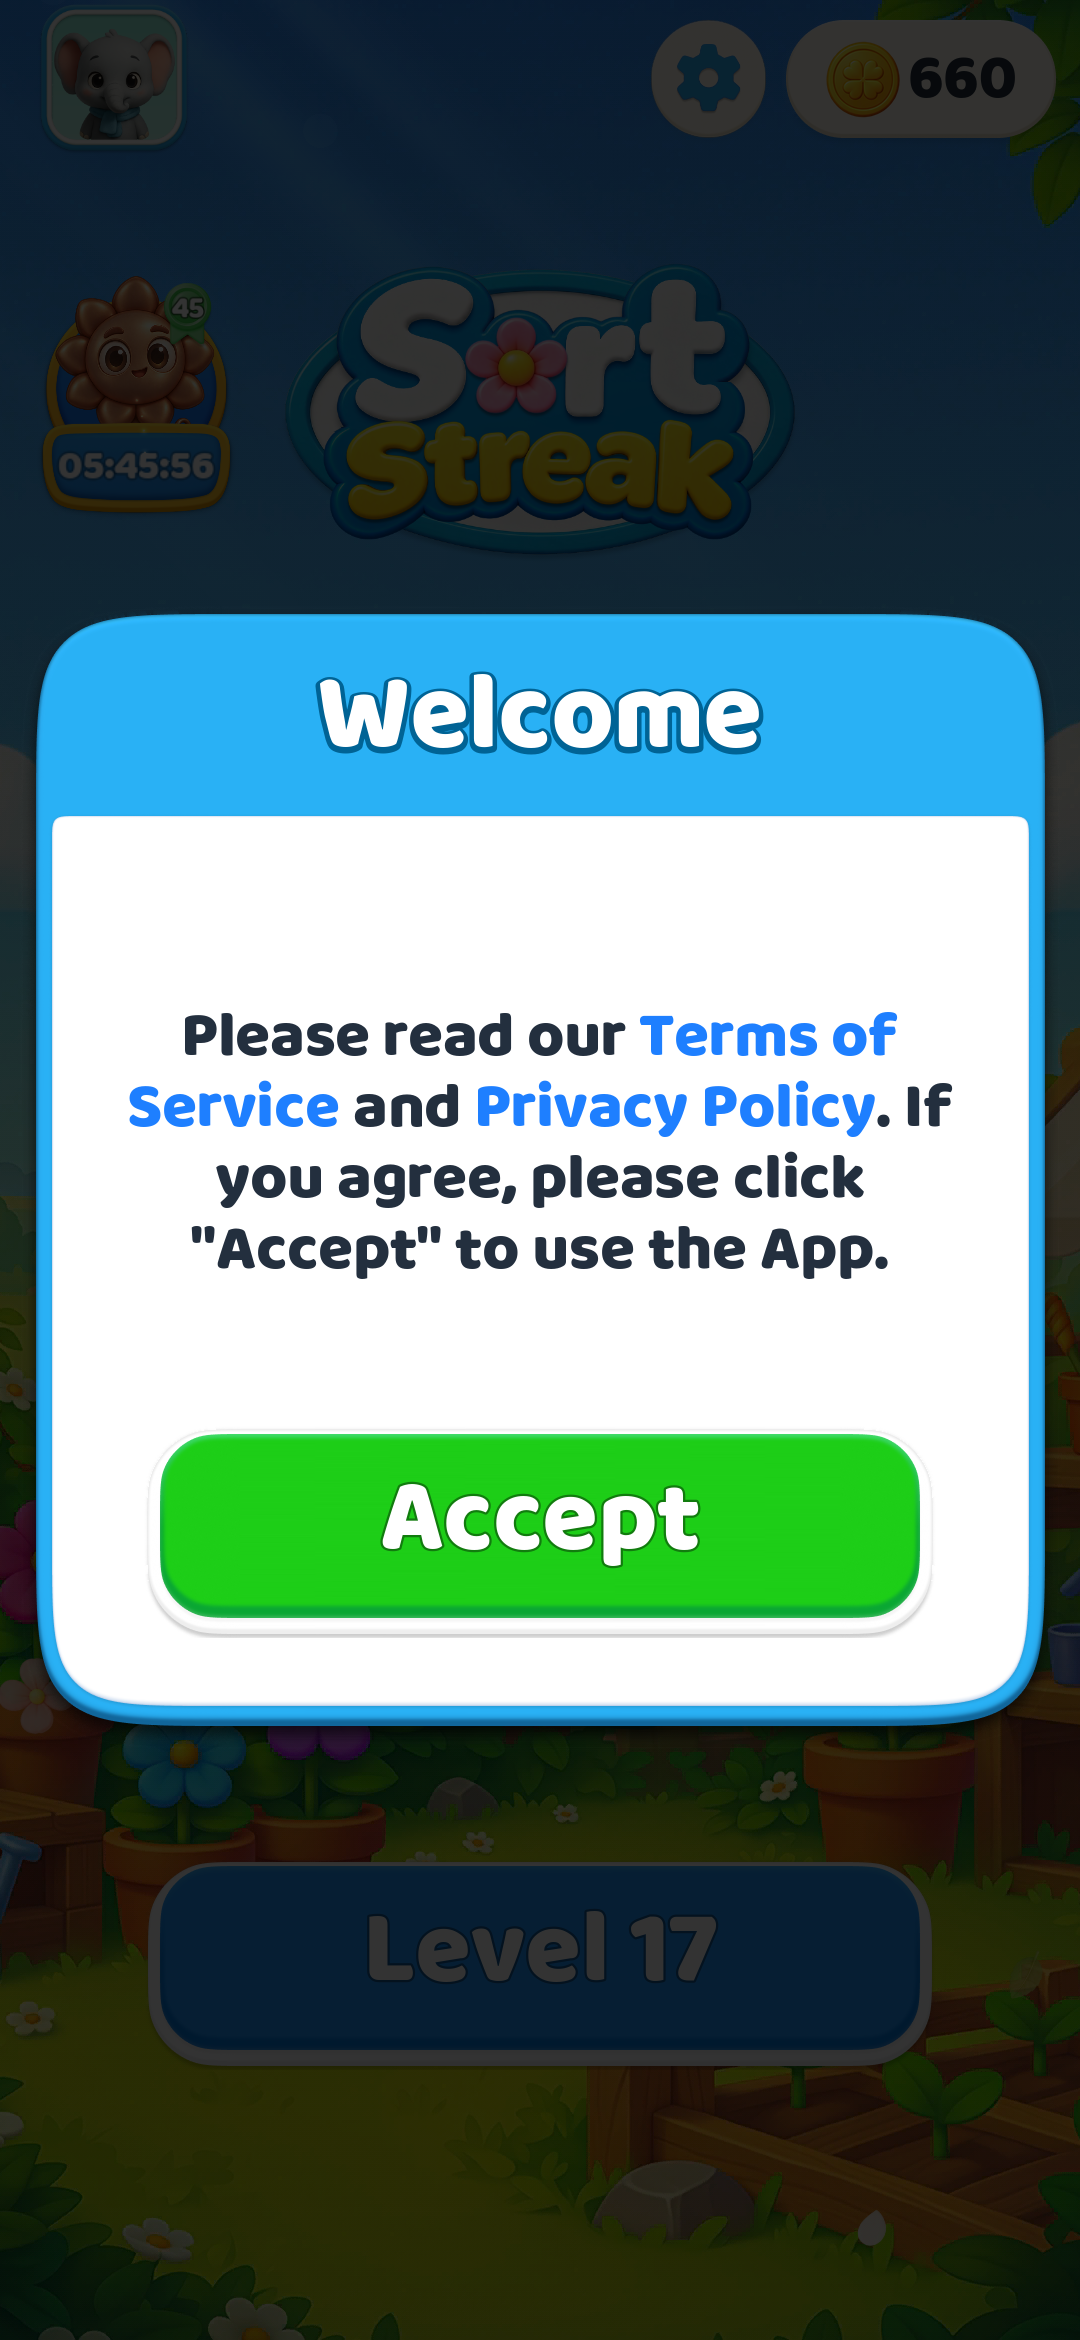 660
45
Sort
Streak
05:45:56
Welcome
Please read our Terms of
Service and Privacy Policy. If
you agree, please click
"Accept" to use the App.
Accept
Level 17